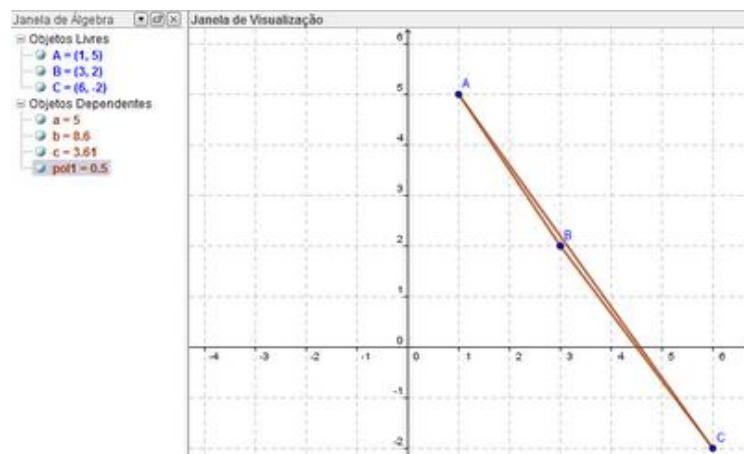 Janela de Álgebra
Objetos Livres
A = (1, 5)
B = (3, 2)
C = (6, -2)
Objetos Dependentes
a = 5
b = 8.6
c = 3.61
pol1 = 0.5
Janela de Visualização
6
A
5
4
3
B
2
1
0
-4 -3 -2 -1 0 1 2 3 4 5 6
-1
C
-2